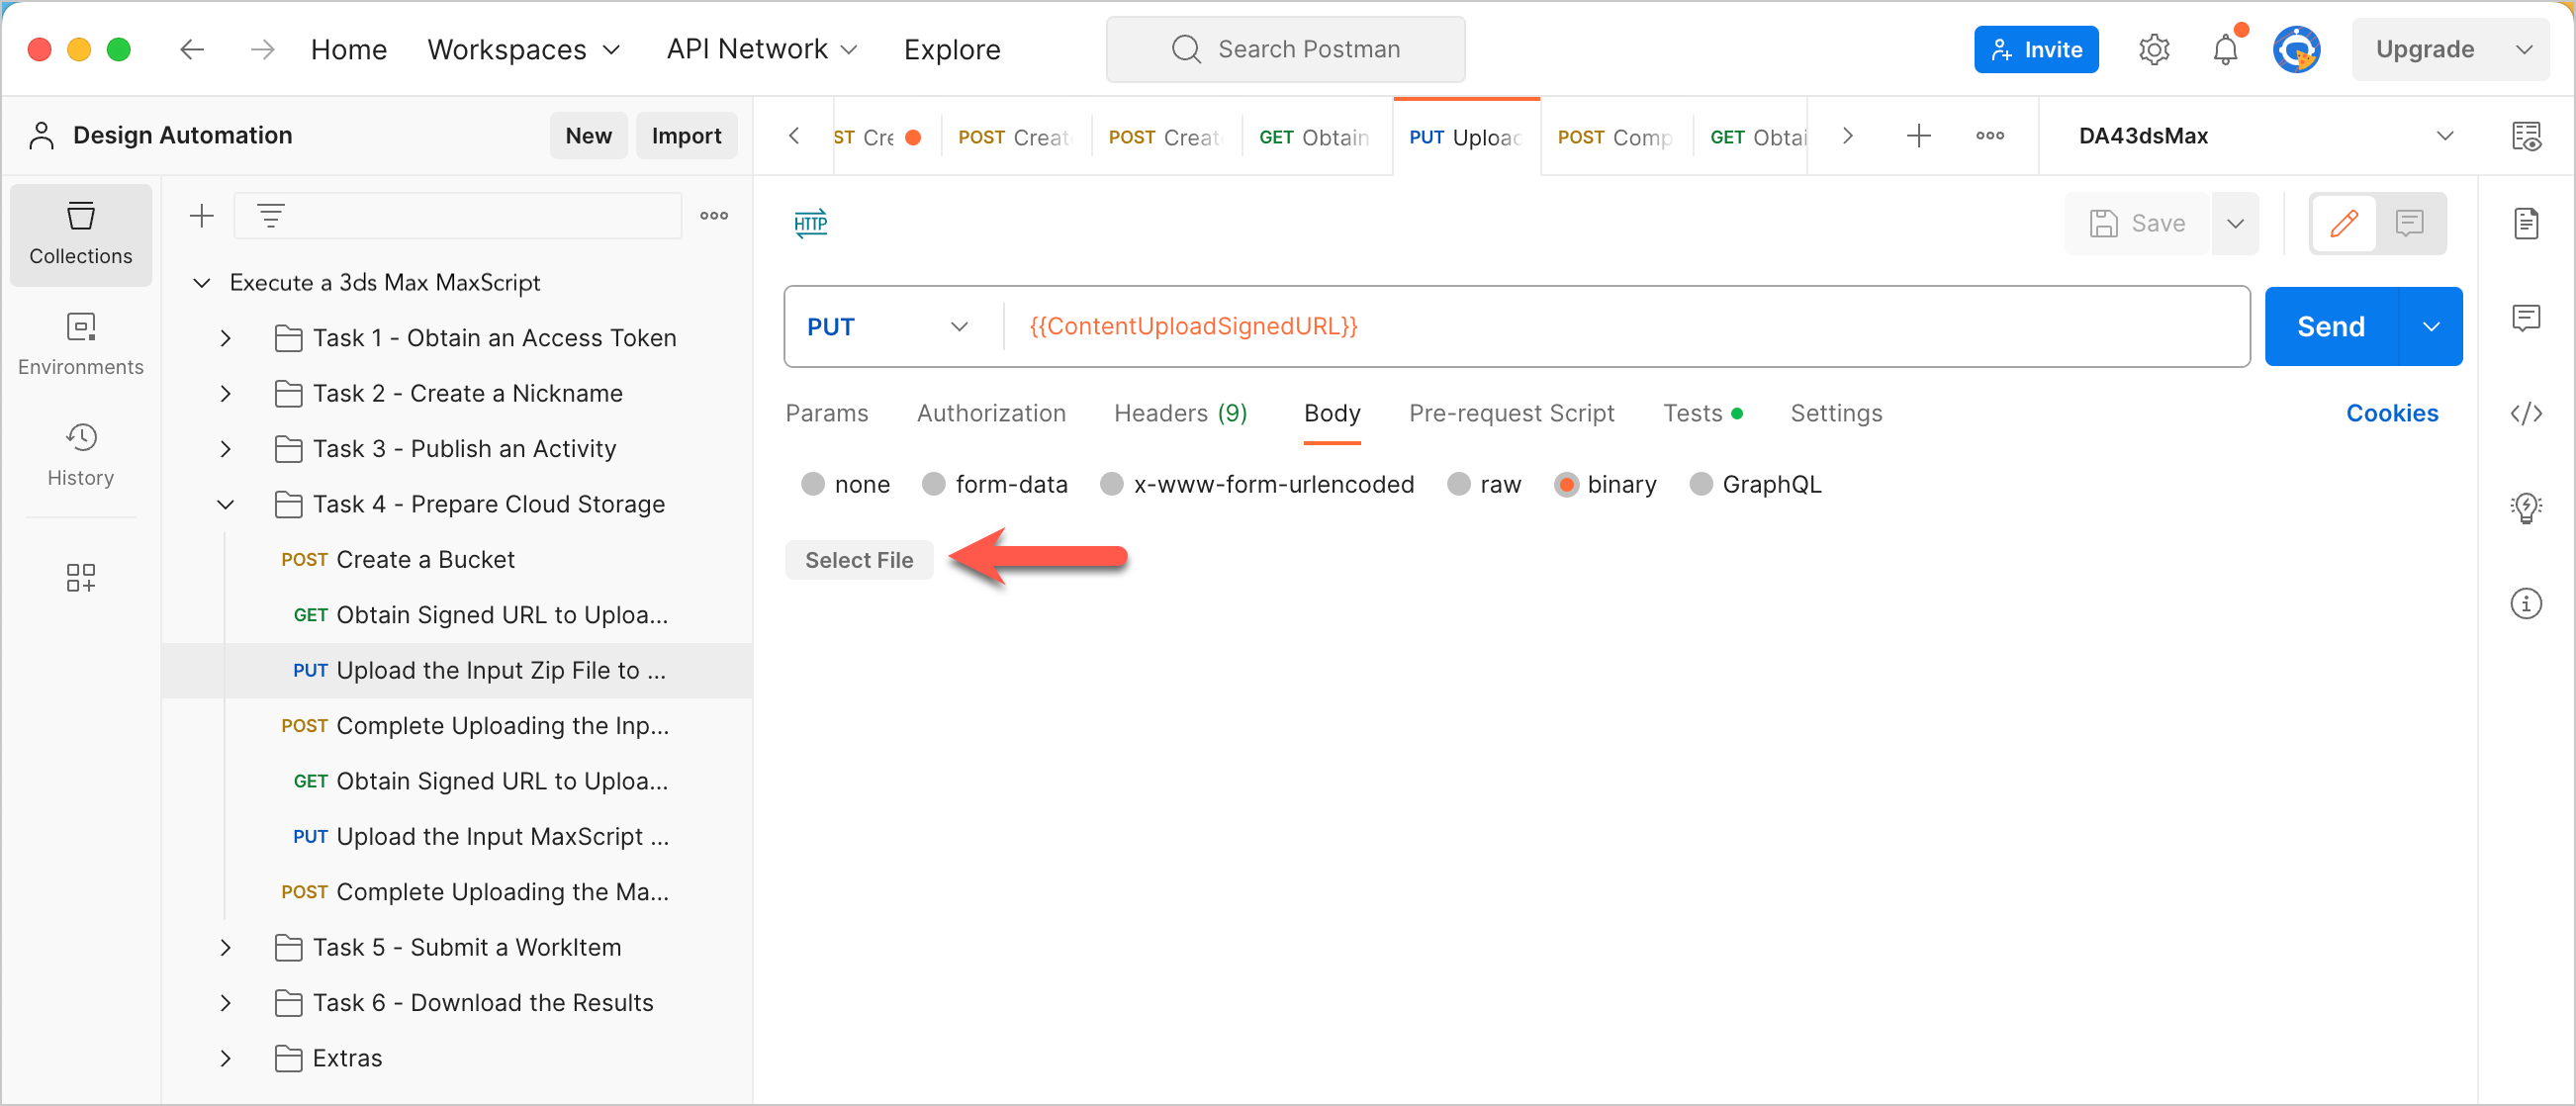 Home Workspaces API Network Explore Search Postman Invite Upgrade
Design Automation New Import
ST Cre POST Creat POST Creat GET Obtain PUT Upload POST Comp GET Obtai DA43dsMax
Collections
Environments
History
Execute a 3ds Max MaxScript
Task 1 - Obtain an Access Token
Task 2 - Create a Nickname
Task 3 - Publish an Activity
Task 4 - Prepare Cloud Storage
POST Create a Bucket
GET Obtain Signed URL to Uploa...
PUT Upload the Input Zip File to ...
POST Complete Uploading the Inp...
GET Obtain Signed URL to Uploa...
PUT Upload the Input MaxScript ...
POST Complete Uploading the Ma...
Task 5 - Submit a WorkItem
Task 6 - Download the Results
Extras
HTTP Save
PUT {{ContentUploadSignedURL}} Send
Params Authorization Headers (9) Body Pre-request Script Tests Settings Cookies
none form-data x-www-form-urlencoded raw binary GraphQL
Select File